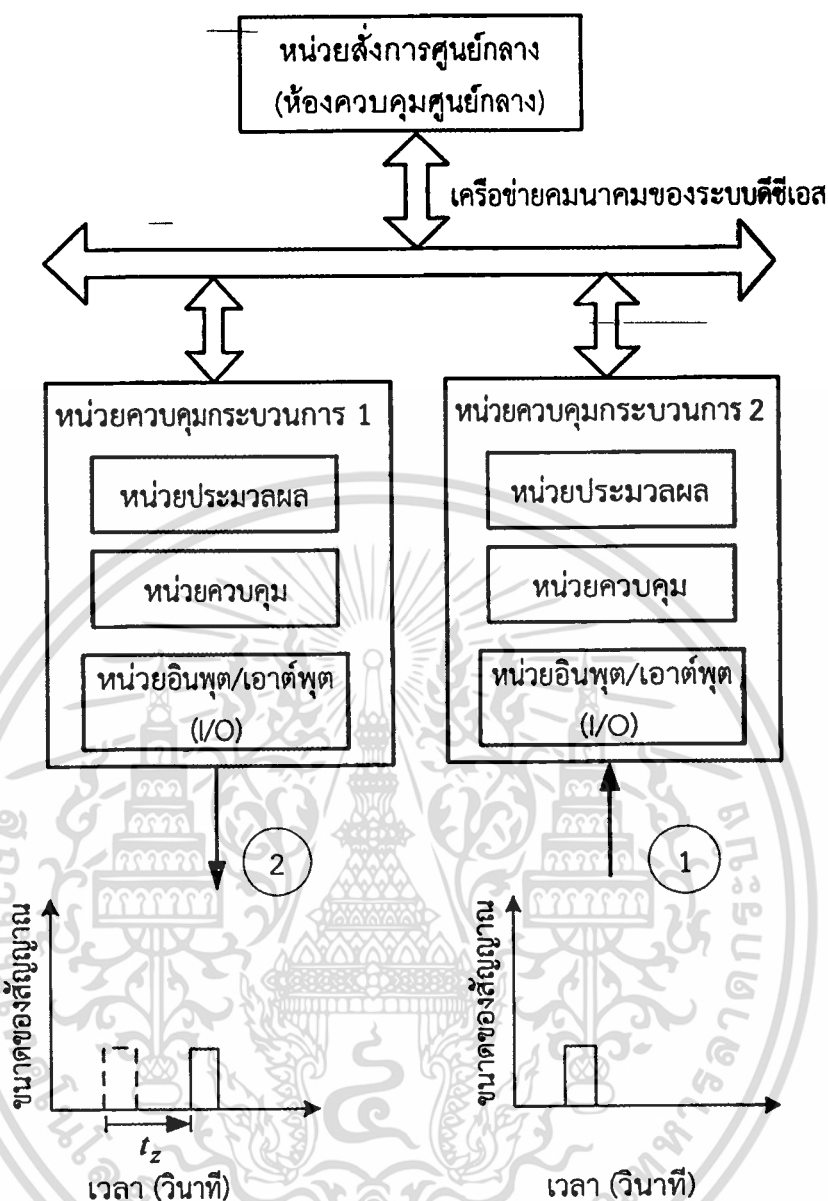 หน่วยสั่งการศูนย์กลาง
(ห้องควบคุมศูนย์กลาง)
เครือข่ายคมนาคมของระบบดีซีเอส
หน่วยควบคุมกระบวนการ 1
หน่วยประมวลผล
หน่วยควบคุม
หน่วยอินพุต/เอาต์พุต
(I/O)
หน่วยควบคุมกระบวนการ 2
หน่วยประมวลผล
หน่วยควบคุม
หน่วยอินพุต/เอาต์พุต
(I/O)
2
1
ขนาดของสัญญาณ
t_z
เวลา (วินาที)
ขนาดของสัญญาณ
เวลา (วินาที)